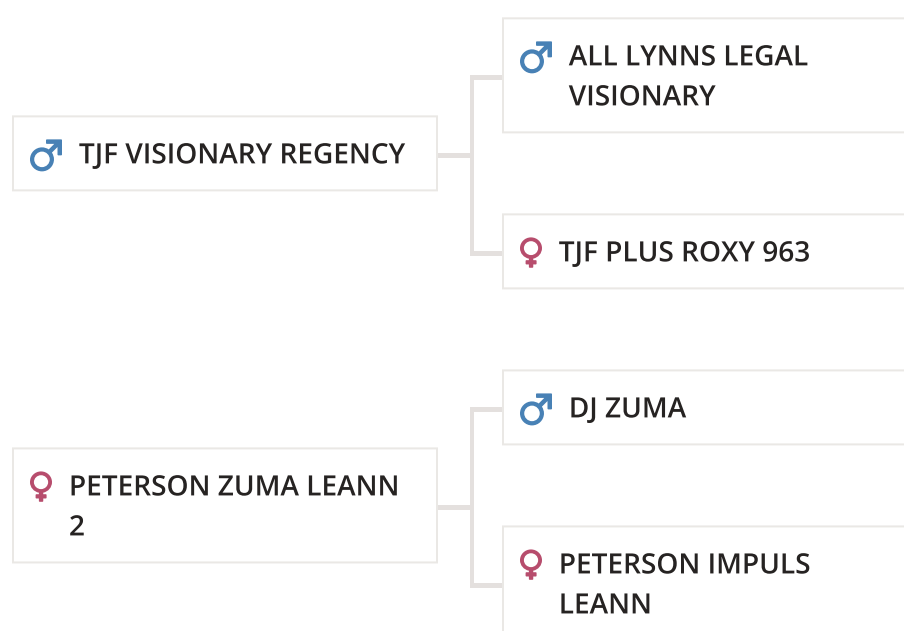 ALL LYNNS LEGAL
VISIONARY
TJF VISIONARY REGENCY
TJF PLUS ROXY 963
DJ ZUMA
PETERSON ZUMA LEANN
2
PETERSON IMPULS
LEANN